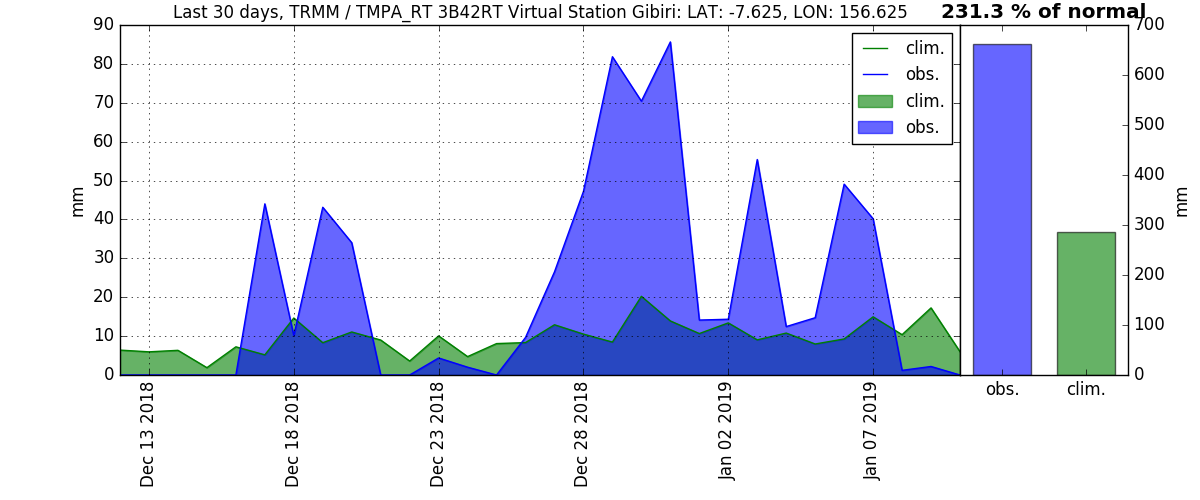 Last 30 days, TRMM / TMPA_RT 3B42RT Virtual Station Gibiri: LAT: -7.625, LON: 156.625
231.3 % of normal
90
80
70
60
50
40
30
20
10
0
mm
clim.
obs.
clim.
obs.
Dec 13 2018
Dec 18 2018
Dec 23 2018
Dec 28 2018
Jan 02 2019
Jan 07 2019
700
600
500
400
300
200
100
0
mm
obs.
clim.